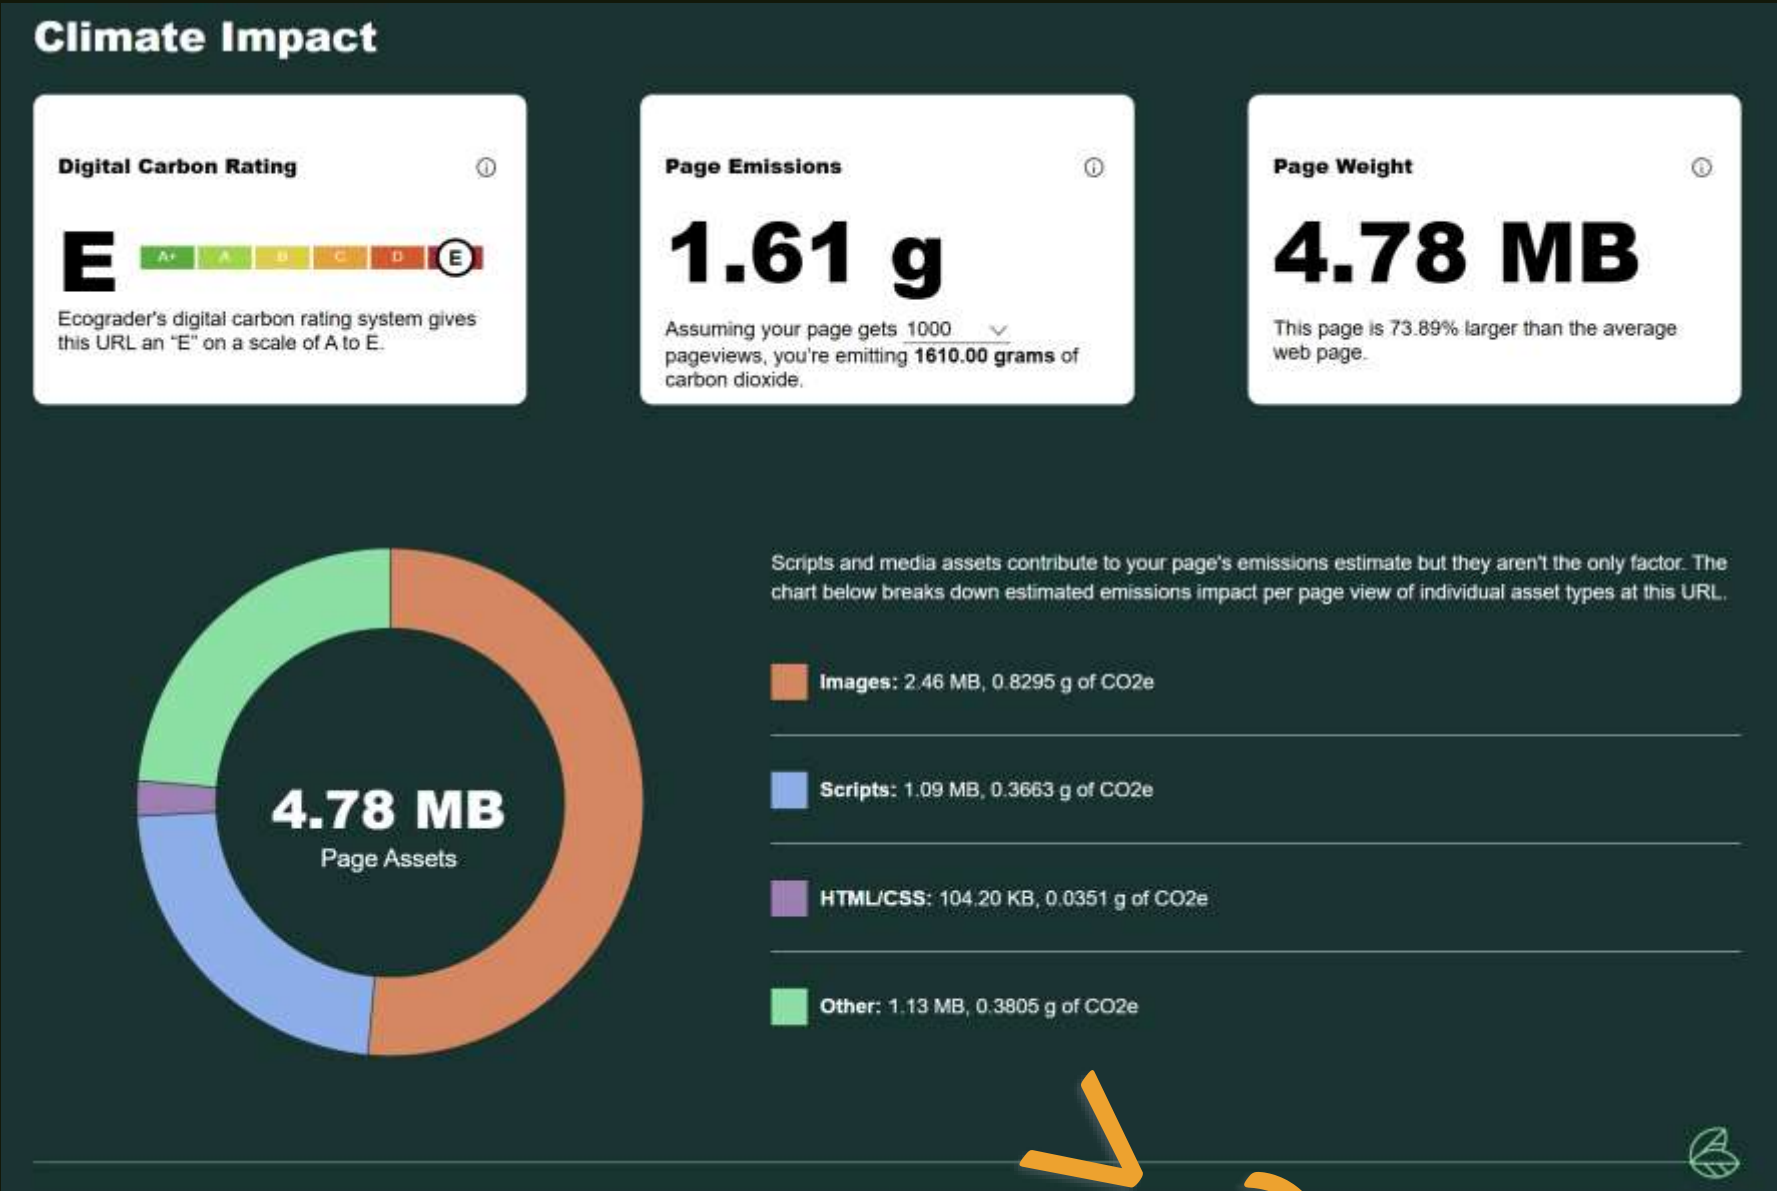 Climate Impact
Digital Carbon Rating
E
A+ A B C D E
Ecograder's digital carbon rating system gives
this URL an “E” on a scale of A to E.
Page Emissions
1.61 g
Assuming your page gets 1000
pageviews, you're emitting 1610.00 grams of
carbon dioxide.
Page Weight
4.78 MB
This page is 73.89% larger than the average
web page.
4.78 MB
Page Assets
Scripts and media assets contribute to your page's emissions estimate but they aren't the only factor. The
chart below breaks down estimated emissions impact per page view of individual asset types at this URL.
Images: 2.46 MB, 0.8295 g of CO2e
Scripts: 1.09 MB, 0.3663 g of CO2e
HTML/CSS: 104.20 KB, 0.0351 g of CO2e
Other: 1.13 MB, 0.3805 g of CO2e